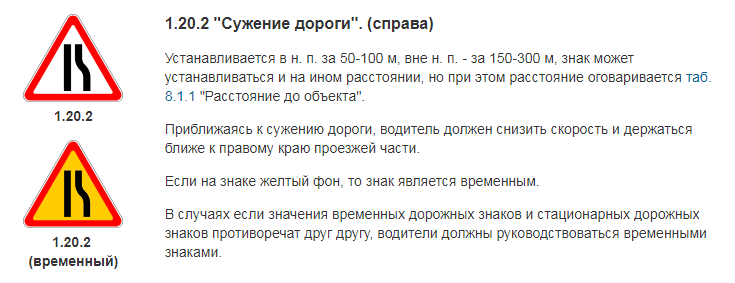 1.20.2 "Сужение дороги". (справа)
Устанавливается в н. п. за 50-100 м, вне н. п. - за 150-300 м, знак может
устанавливаться и на ином расстоянии, но при этом расстояние оговаривается таб.
8.1.1 "Расстояние до объекта".
1.20.2
Приближаясь к сужению дороги, водитель должен снизить скорость и держаться
ближе к правому краю проезжей части.
Если на знаке желтый фон, то знак является временным.
В случаях если значения временных дорожных знаков и стационарных дорожных
знаков противоречат друг другу, водители должны руководствоваться временными
знаками.
1.20.2
(временный)